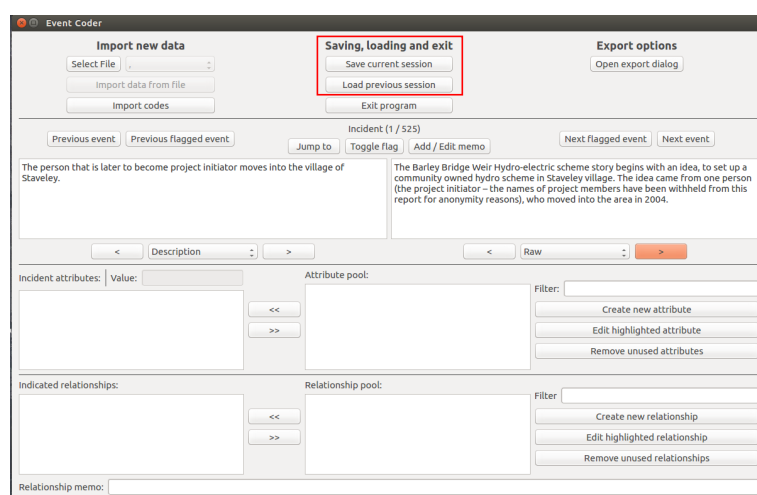 Event Coder
Import new data
Saving, loading and exit
Export options
Select File , Save current session Open export dialog
Import data from file Load previous session
Import codes Exit program
Incident (1 / 525)
Previous event Previous flagged event Jump to Toggle flag Add / Edit memo Next flagged event Next event
The person that is later to become project initiator moves into the village of
Staveley.
The Barley Bridge Weir Hydro-electric scheme story begins with an idea, to set up a
community owned hydro scheme in Staveley village. The idea came from one person
(the project initiator – the names of project members have been withheld from this
report for anonymity reasons), who moved into the area in 2004.
< Description > < Raw >
Incident attributes: Value: Attribute pool:
Filter:
<< Create new attribute
>> Edit highlighted attribute
Remove unused attributes
Indicated relationships: Relationship pool:
Filter
<< Create new relationship
>> Edit highlighted relationship
Remove unused relationships
Relationship memo: